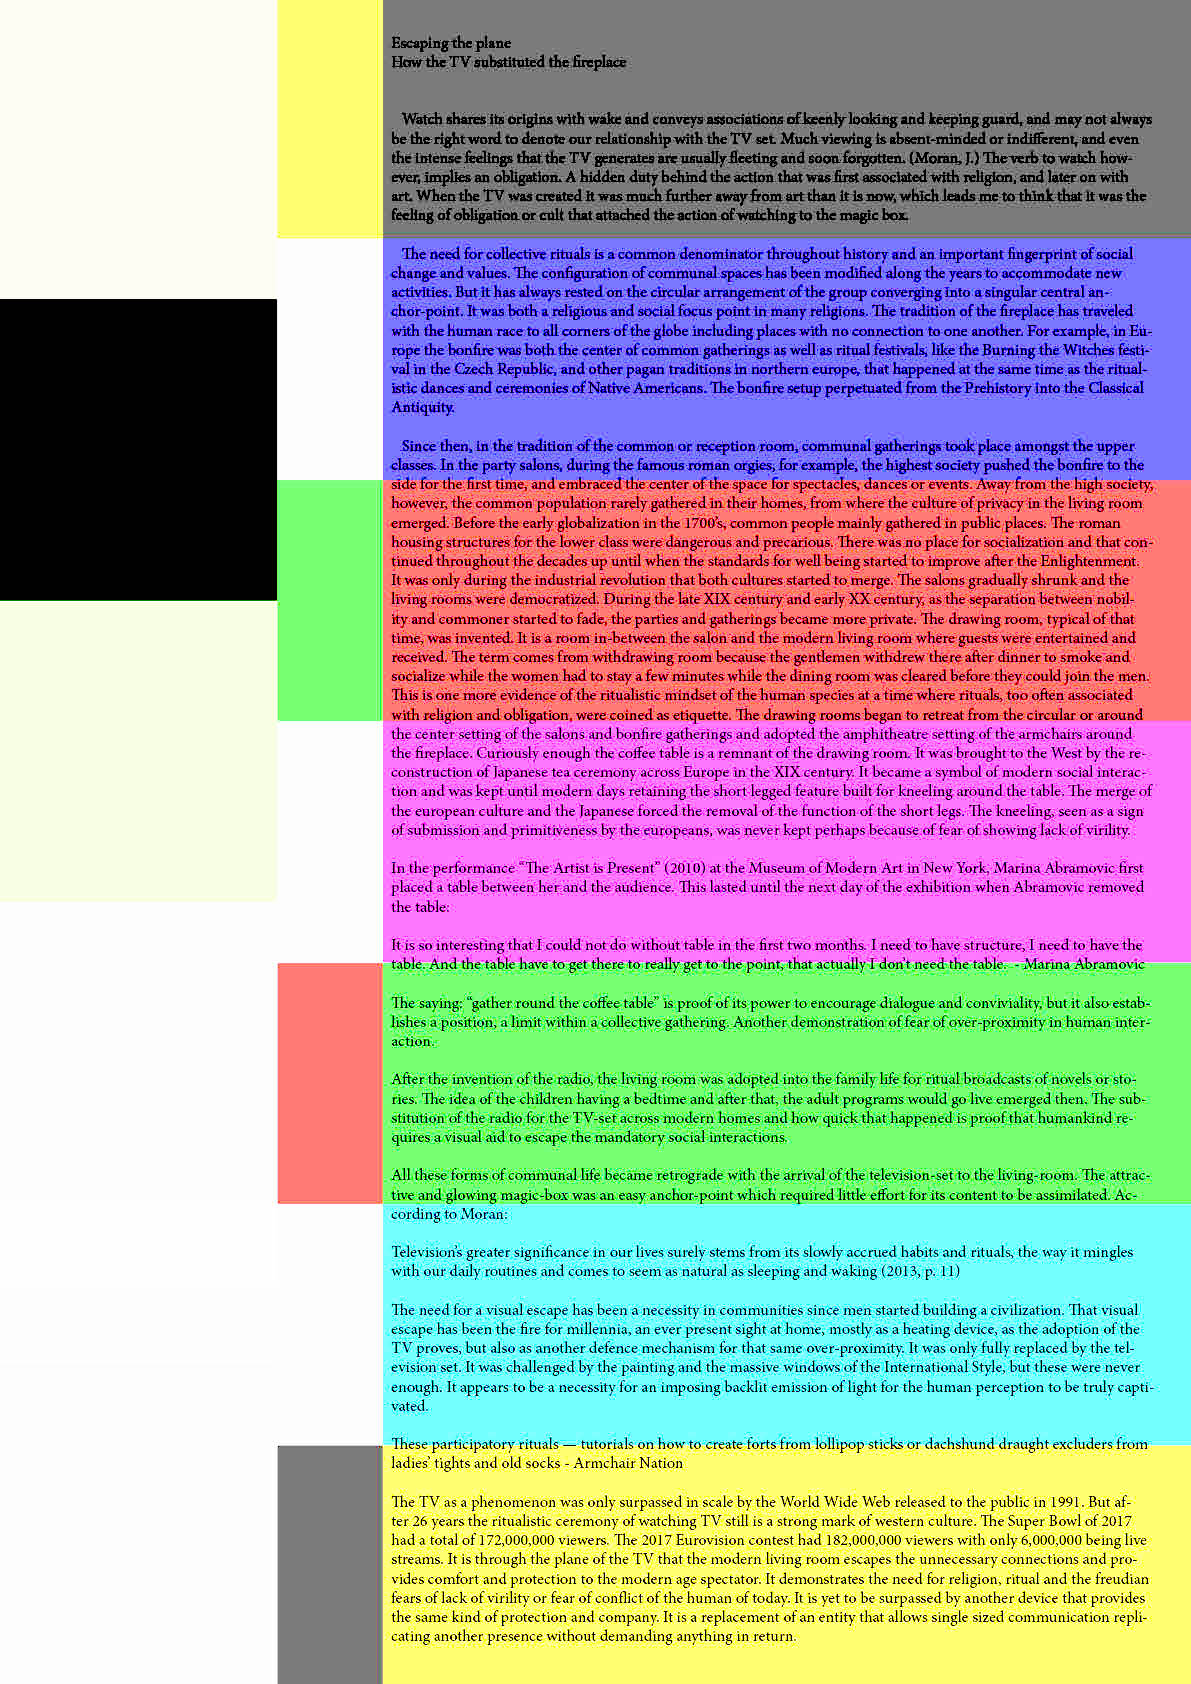 Escaping the plane
How the TV substituted the fireplace
Watch shares its origins with wake and conveys associations of keenly looking and keeping guard, and may not always
be the right word to denote our relationship with the TV set. Much viewing is absent-minded or indifferent, and even
the intense feelings that the TV generates are usually fleeting and soon forgotten. (Moran, J.) The verb to watch how-
ever, implies an obligation. A hidden duty behind the action that was first associated with religion, and later on with
art. When the TV was created it was much further away from art than it is now, which leads me to think that it was the
feeling of obligation or cult that attached the action of watching to the magic box.
The need for collective rituals is a common denominator throughout history and an important fingerprint of social
change and values. The configuration of communal spaces has been modified along the years to accommodate new
activities. But it has always rested on the circular arrangement of the group converging into a singular central an-
chor-point. It was both a religious and social focus point in many religions. The tradition of the fireplace has traveled
with the human race to all corners of the globe including places with no connection to one another. For example, in Eu-
rope the bonfire was both the center of common gatherings as well as ritual festivals, like the Burning the Witches festi-
val in the Czech Republic, and other pagan traditions in northern europe, that happened at the same time as the ritual-
istic dances and ceremonies of Native Americans. The bonfire setup perpetuated from the Prehistory into the Classical
Antiquity.
Since then, in the tradition of the common or reception room, communal gatherings took place amongst the upper
classes. In the party salons, during the famous roman orgies, for example, the highest society pushed the bonfire to the
side for the first time, and embraced the center of the space for spectacles, dances or events. Away from the high society,
however, the common population rarely gathered in their homes, from where the culture of privacy in the living room
emerged. Before the early globalization in the 1700's, common people mainly gathered in public places. The roman
housing structures for the lower class were dangerous and precarious. There was no place for socialization and that con-
tinued throughout the decades up until when the standards for well being started to improve after the Enlightenment.
It was only during the industrial revolution that both cultures started to merge. The salons gradually shrunk and the
living rooms were democratized. During the late XIX century and early XX century, as the separation between nobil-
ity and commoner started to fade, the parties and gatherings became more private. The drawing room, typical of that
time, was invented. It is a room in-between the salon and the modern living room where guests were entertained and
received. The term comes from withdrawing room because the gentlemen withdrew there after dinner to smoke and
socialize while the women had to stay a few minutes while the dining room was cleared before they could join the men.
This is one more evidence of the ritualistic mindset of the human species at a time where rituals, too often associated
with religion and obligation, were coined as etiquette. The drawing rooms began to retreat from the circular or around
the center setting of the salons and bonfire gatherings and adopted the amphitheatre setting of the armchairs around
the fireplace. Curiously enough the coffee table is a remnant of the drawing room. It was brought to the West by the re-
construction of Japanese tea ceremony across Europe in the XIX century. It became a symbol of modern social interac-
tion and was kept until modern days retaining the short-legged feature built for kneeling around the table. The merge of
the european culture and the Japanese forced the removal of the function of the short legs. The kneeling, seen as a sign
of submission and primitiveness by the europeans, was never kept perhaps because of fear of showing lack of virility.
In the performance “The Artist is Present” (2010) at the Museum of Modern Art in New York, Marina Abramovic first
placed a table between her and the audience. This lasted until the next day of the exhibition when Abramovic removed
the table:
It is so interesting that I could not do without table in the first two months. I need to have structure, I need to have the
table. And the table have to get there to really get to the point, that actually I don't need the table. - Marina Abramovic
The saying: “gather round the coffee table” is proof of its power to encourage dialogue and conviviality, but it also estab-
lishes a position, a limit within a collective gathering. Another demonstration of fear of over-proximity in human inter-
action.
After the invention of the radio, the living room was adopted into the family life for ritual broadcasts of novels or sto-
ries. The idea of the children having a bedtime and after that, the adult programs would go live emerged then. The sub-
stitution of the radio for the TV-set across modern homes and how quick that happened is proof that humankind re-
quires a visual aid to escape the mandatory social interactions.
All these forms of communal life became retrograde with the arrival of the television-set to the living-room. The attrac-
tive and glowing magic-box was an easy anchor-point which required little effort for its content to be assimilated. Ac-
cording to Moran:
Television's greater significance in our lives surely stems from its slowly accrued habits and rituals, the way it mingles
with our daily routines and comes to seem as natural as sleeping and waking (2013, p. 11)
The need for a visual escape has been a necessity in communities since men started building a civilization. That visual
escape has been the fire for millennia, an ever present sight at home, mostly as a heating device, as the adoption of the
TV proves, but also as another defence mechanism for that same over-proximity. It was only fully replaced by the tel-
evision set. It was challenged by the painting and the massive windows of the International Style, but these were never
enough. It appears to be a necessity for an imposing backlit emission of light for the human perception to be truly capti-
vated.
These participatory rituals — tutorials on how to create forts from lollipop sticks or dachshund draught excluders from
ladies' tights and old socks - Armchair Nation
The TV as a phenomenon was only surpassed in scale by the World Wide Web released to the public in 1991. But af-
ter 26 years the ritualistic ceremony of watching TV still is a strong mark of western culture. The Super Bowl of 2017
had a total of 172,000,000 viewers. The 2017 Eurovision contest had 182,000,000 viewers with only 6,000,000 being live
streams. It is through the plane of the TV that the modern living room escapes the unnecessary connections and pro-
vides comfort and protection to the modern age spectator. It demonstrates the need for religion, ritual and the freudian
fears of lack of virility or fear of conflict of the human of today. It is yet to be surpassed by another device that provides
the same kind of protection and company. It is a replacement of an entity that allows single sized communication repli-
cating another presence without demanding anything in return.